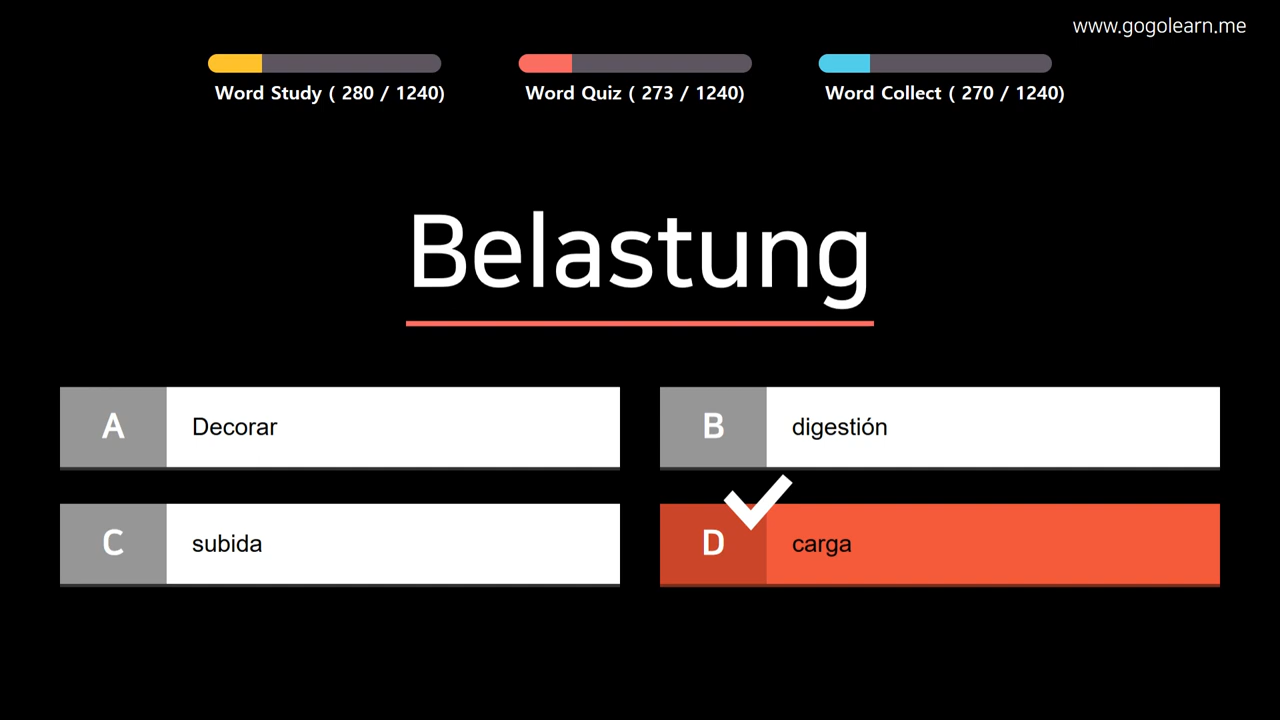 www.gogolearn.me
Word Study ( 280 / 1240)
Word Quiz ( 273 / 1240)
Word Collect ( 270 / 1240)
Belastung
A Decorar
B digestión
C subida
D carga